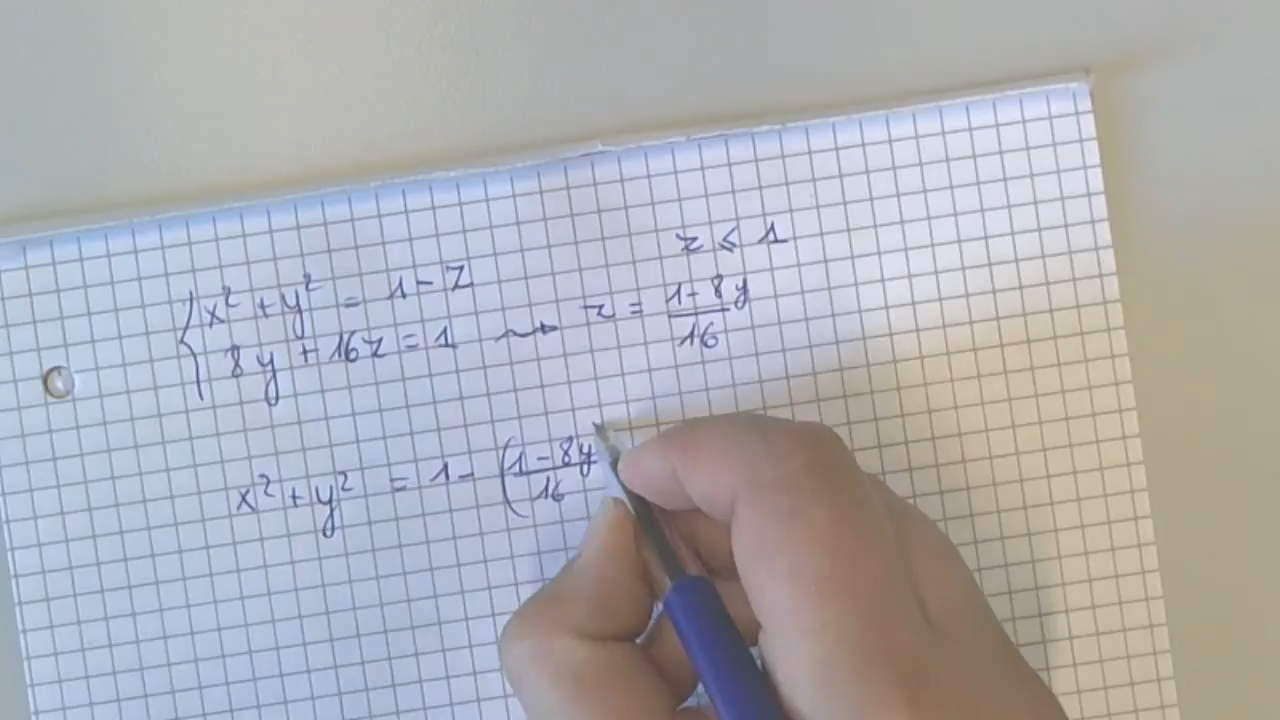 z ≤ 1
x² + y² = 1 - z
8y + 16z = 1 ⇝ z = (1 - 8y)/16
x² + y² = 1 - ( (1 - 8y)/16